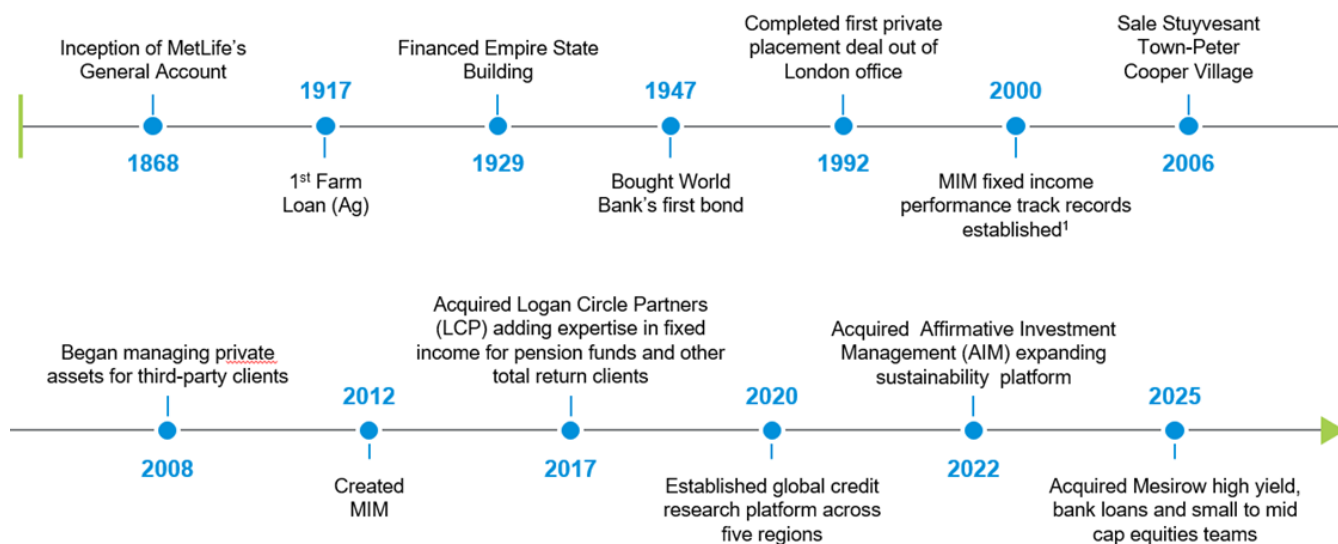 Inception of MetLife's
General Account
1868
1917
1st Farm
Loan (Ag)
Financed Empire State
Building
1929
1947
Bought World
Bank's first bond
Completed first private
placement deal out of
London office
1992
2000
MIM fixed income
performance track records
established1
Sale Stuyvesant
Town-Peter
Cooper Village
2006
Began managing private
assets for third-party clients
2008
2012
Created
MIM
Acquired Logan Circle Partners
(LCP) adding expertise in fixed
income for pension funds and other
total return clients
2017
2020
Established global credit
research platform across
five regions
Acquired Affirmative Investment
Management (AIM) expanding
sustainability platform
2022
2025
Acquired Mesirow high yield,
bank loans and small to mid
cap equities teams